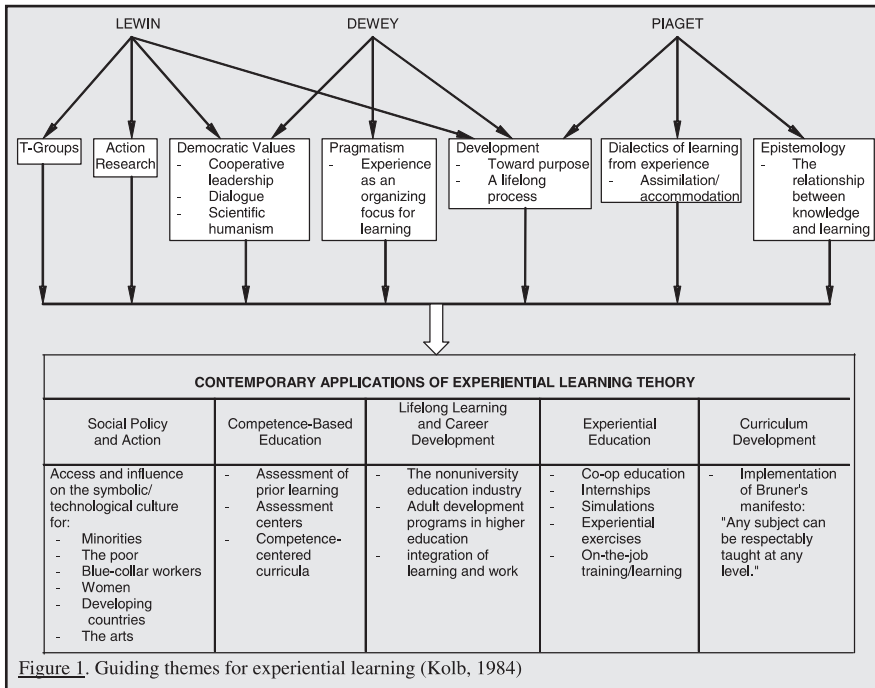 LEWIN
DEWEY
PIAGET
T-Groups
Action
Research
Democratic Values
- Cooperative
leadership
- Dialogue
- Scientific
humanism
Pragmatism
- Experience
as an
organizing
focus for
learning
Development
- Toward purpose
- A lifelong
process
Dialectics of learning
from experience
- Assimilation/
accommodation
Epistemology
- The
relationship
between
knowledge
and learning
CONTEMPORARY APPLICATIONS OF EXPERIENTIAL LEARNING TEHORY
Social Policy
and Action
Competence-Based
Education
Lifelong Learning
and Career
Development
Experiential
Education
Curriculum
Development
Access and influence
on the symbolic/
technological culture
for:
- Minorities
- The poor
- Blue-collar workers
- Women
- Developing
countries
- The arts
- Assessment of
prior learning
- Assessment
centers
- Competence-
centered
curricula
- The nonuniversity
education industry
- Adult development
programs in higher
education
- integration of
learning and work
- Co-op education
- Internships
- Simulations
- Experiential
exercises
- On-the-job
training/learning
- Implementation
of Bruner's
manifesto:
"Any subject can
be respectably
taught at any
level."
Figure 1. Guiding themes for experiential learning (Kolb, 1984)